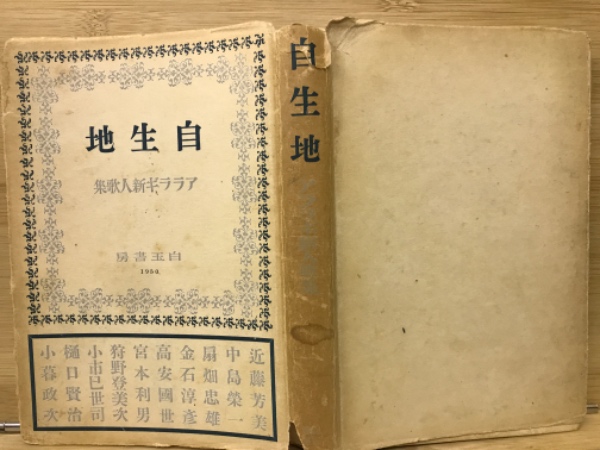 自生地
アララギ新人歌集
白玉書房
近藤芳美
中島榮一
扇畑忠雄
金石淳彦
高安國世
宮本利男
狩野登美次
小市巳世司
樋口賢治
小暮政次
自生地